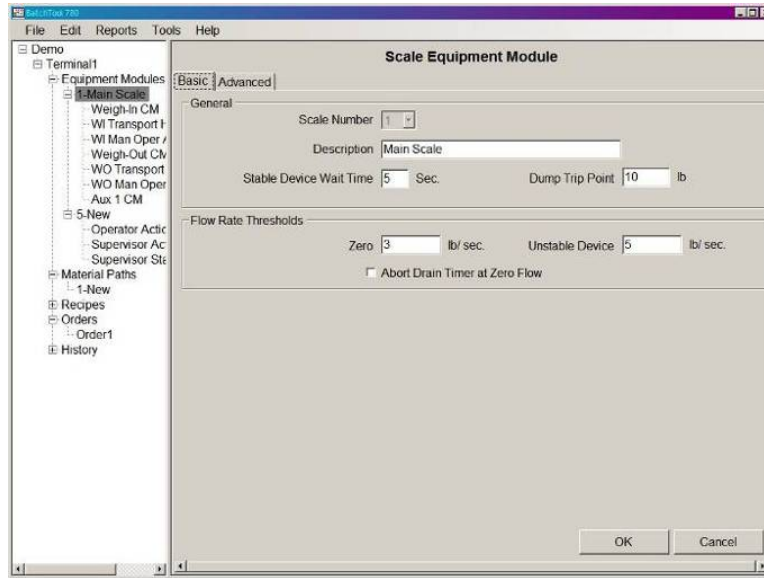 BatchTool 780
File Edit Reports Tools Help
Demo
Terminal1
Equipment Modules
1-Main Scale
Weigh-In CM
WI Transport
WI Man Oper
Weigh-Out CM
WO Transport
WO Man Oper
Aux 1 CM
5-New
Operator Actic
Supervisor Ac
Supervisor Sta
Material Paths
1-New
Recipes
Orders
Order1
History
Scale Equipment Module
Basic Advanced
General
Scale Number 1
Description Main Scale
Stable Device Wait Time 5 Sec. Dump Trip Point 10 lb
Flow Rate Thresholds
Zero 3 lb/ sec. Unstable Device 5 lb/ sec.
Abort Drain Timer at Zero Flow
OK Cancel